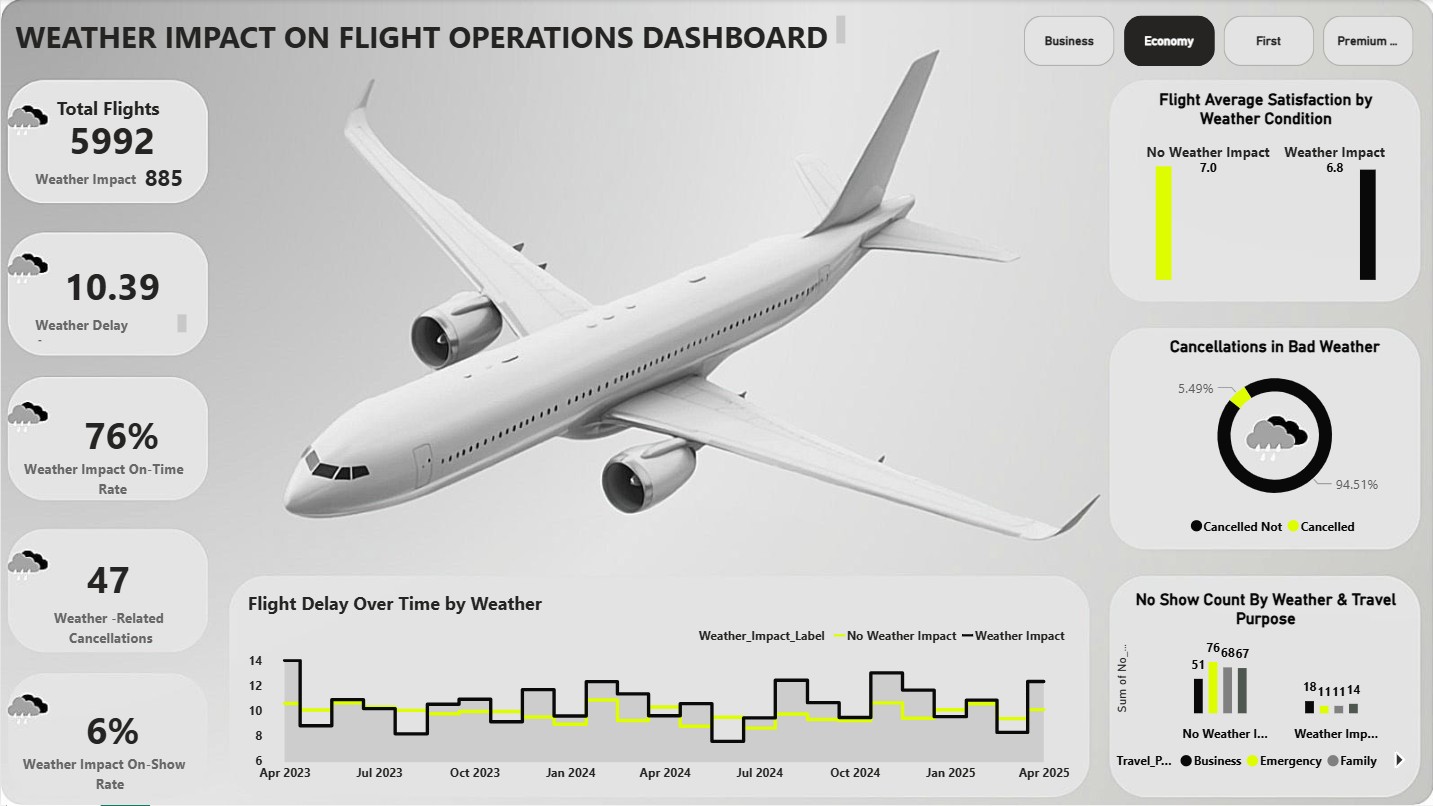 WEATHER IMPACT ON FLIGHT OPERATIONS DASHBOARD
Business
Economy
First
Premium ...
Total Flights
5992
Weather Impact 885
10.39
Weather Delay
-
76%
Weather Impact On-Time
Rate
47
Weather -Related
Cancellations
6%
Weather Impact On-Show
Rate
Flight Average Satisfaction by
Weather Condition
No Weather Impact
Weather Impact
7.0
6.8
Cancellations in Bad Weather
5.49%
94.51%
Cancelled Not
Cancelled
Flight Delay Over Time by Weather
Weather_Impact_Label
No Weather Impact
Weather Impact
14
12
10
8
6
Apr 2023
Jul 2023
Oct 2023
Jan 2024
Apr 2024
Jul 2024
Oct 2024
Jan 2025
Apr 2025
No Show Count By Weather & Travel
Purpose
Sum of No_...
51
76
68
67
18
11
11
14
No Weather I...
Weather Imp...
Travel_P...
Business
Emergency
Family